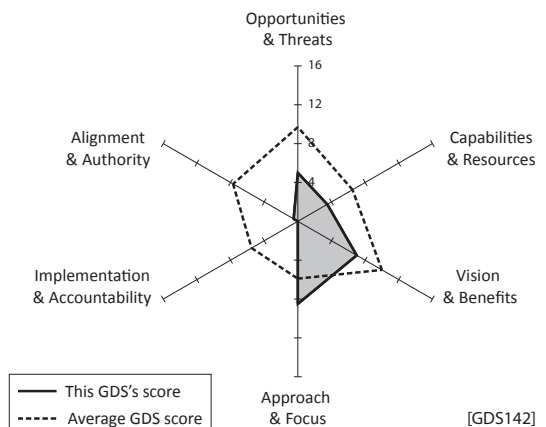 Opportunities
& Threats
16
12
8
4
Alignment
& Authority
Capabilities
& Resources
Implementation
& Accountability
Vision
& Benefits
Approach
& Focus
This GDS's score
Average GDS score
[GDS142]